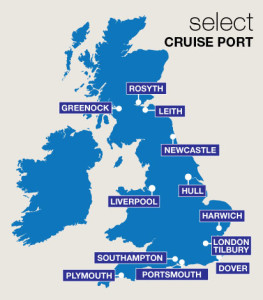 select
CRUISE PORT
ROSYTH
GREENOCK
LEITH
NEWCASTLE
HULL
LIVERPOOL
HARWICH
LONDON
TILBURY
SOUTHAMPTON
DOVER
PLYMOUTH
PORTSMOUTH